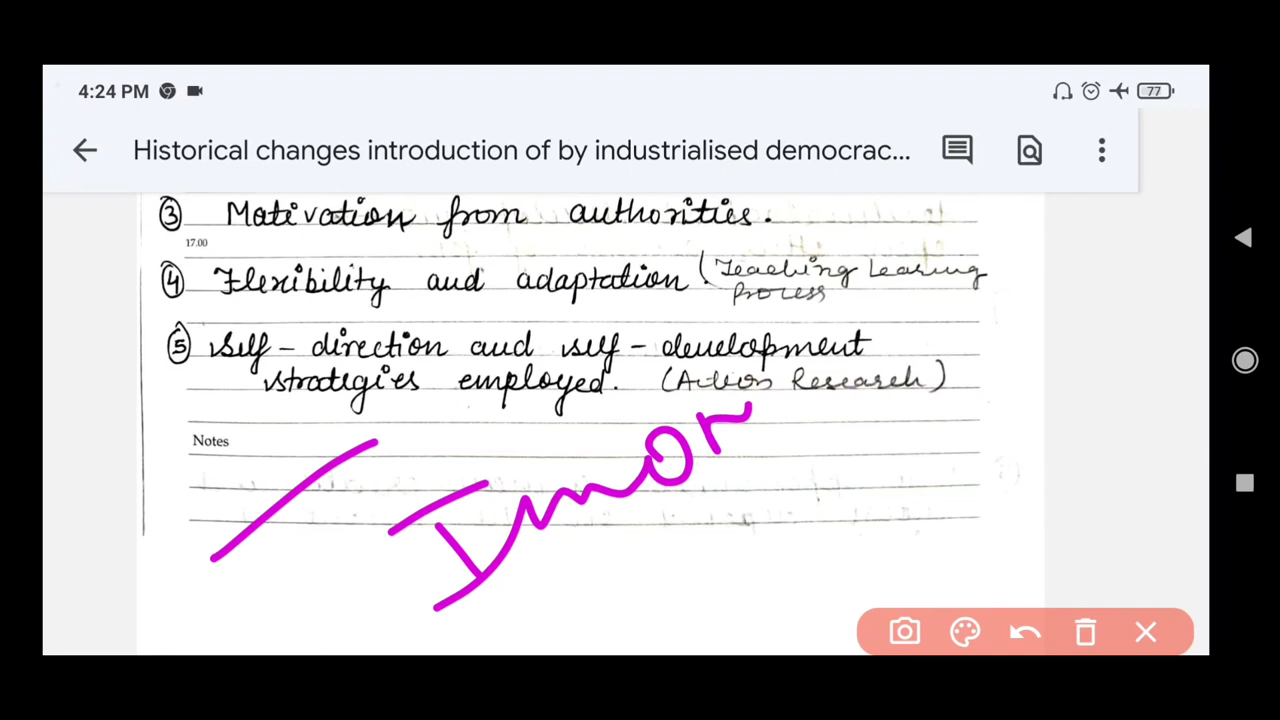 4:24 PM 77
Historical changes introduction of by industrialised democrac...
③ Motivation from authorities.
17.00
④ Flexibility and adaptation (Teaching Learning
Process
⑤ Self-direction and self-development
strategies employed. (Action Research)
Notes